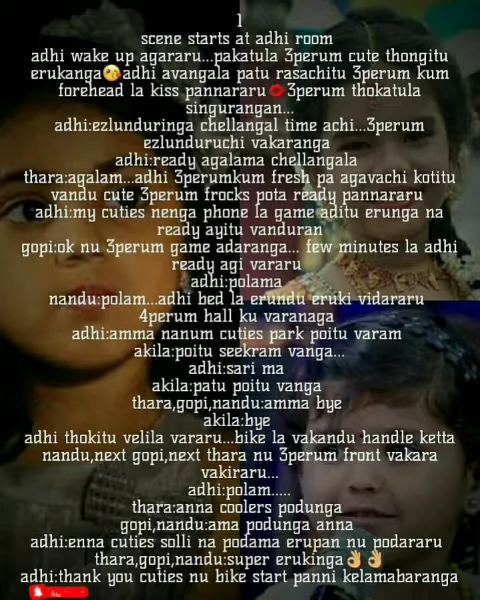 1
scene starts at adhi room
adhi wake up agararu...pakatula 3perum cute thongitu
erukanga😘adhi avangala patu rasachitu 3perum kum
forehead la kiss pannararu💋3perum thokatula
singurangan...
adhi:ezlunduringa chellangal time achi...3perum
ezlunduruchi vakaranga
adhi:ready agalama chellangala
thara:agalam...adhi 3perumkum fresh pa agavachi kotitu
vandu cute 3perum frocks pota ready pannararu
adhi:my cuties nenga phone la game aditu erunga na
ready ayitu vanduran
gopi:ok nu 3perum game adaranga... few minutes la adhi
ready agi vararu
adhi:polama
nandu:polam...adhi bed la erundu eruki vidararu
4perum hall ku varanaga
adhi:amma nanum cuties park poitu varam
akila:poitu seekram vanga...
adhi:sari ma
akila:patu poitu vanga
thara,gopi,nandu:amma bye
akila:bye
adhi thokitu velila vararu...bike la vakandu handle ketta
nandu,next gopi,next thara nu 3perum front vakara
vakiraru...
adhi:polam.....
thara:anna coolers podunga
gopi,nandu:ama podunga anna
adhi:enna cuties solli na podama erupan nu podararu
thara,gopi,nandu:super erukinga👌👌
adhi:thank you cuties nu bike start panni kelamabaranga